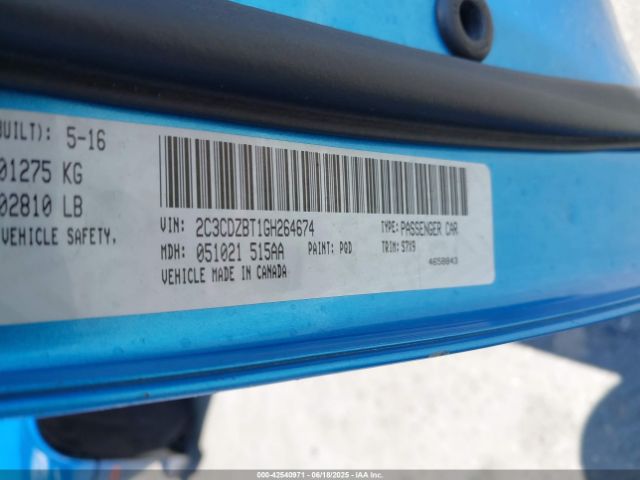 BUILT): 5-16
01275 KG
02810 LB
VEHICLE SAFETY,
VIN: 2C3CDZBT1GH264674
TYPE: PASSENGER CAR
MDH: 051021 515AA
PAINT: PQD
TRIM: S7X9
VEHICLE MADE IN CANADA
4658843
000-42540971 - 06/18/2025 - ©IAA Inc.